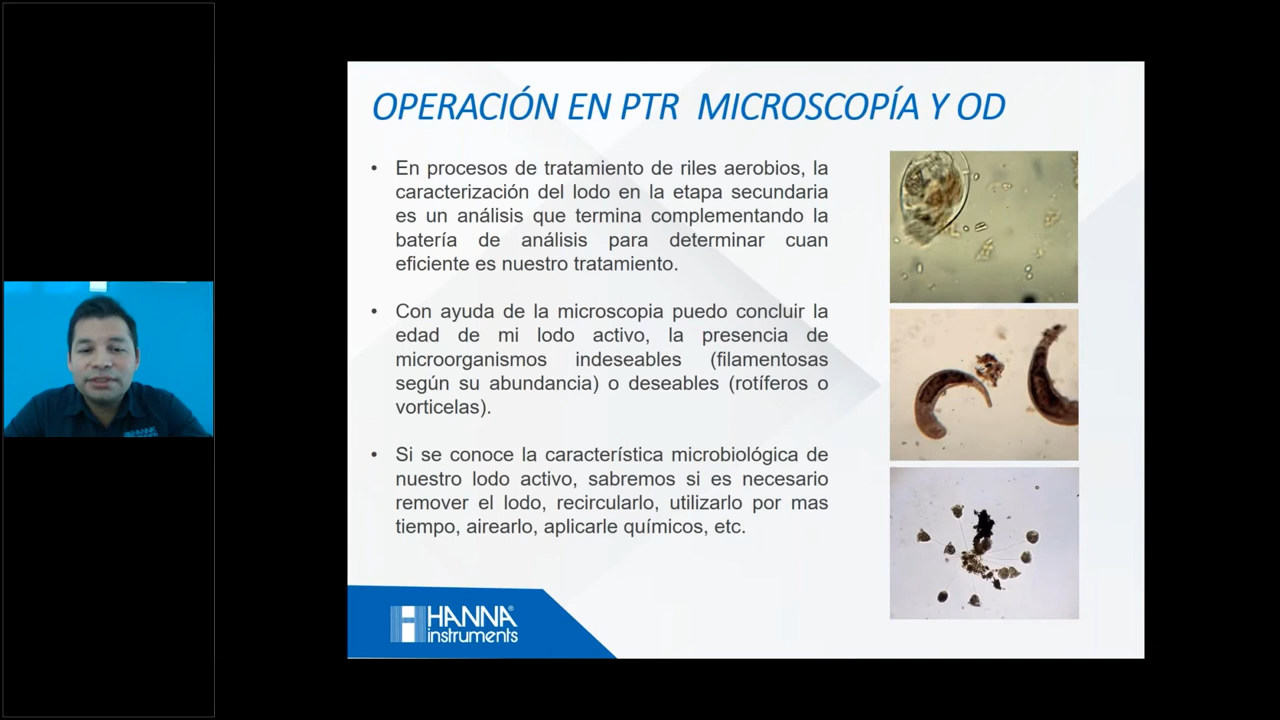 OPERACIÓN EN PTR MICROSCOPÍA Y OD
• En procesos de tratamiento de riles aerobios, la
caracterización del lodo en la etapa secundaria
es un análisis que termina complementando la
batería de análisis para determinar cuan
eficiente es nuestro tratamiento.
• Con ayuda de la microscopia puedo concluir la
edad de mi lodo activo, la presencia de
microorganismos indeseables (filamentosas
según su abundancia) o deseables (rotíferos o
vorticelas).
• Si se conoce la característica microbiológica de
nuestro lodo activo, sabremos si es necesario
remover el lodo, recircularlo, utilizarlo por mas
tiempo, airearlo, aplicarle químicos, etc.
HANNA®
instruments
HANNA